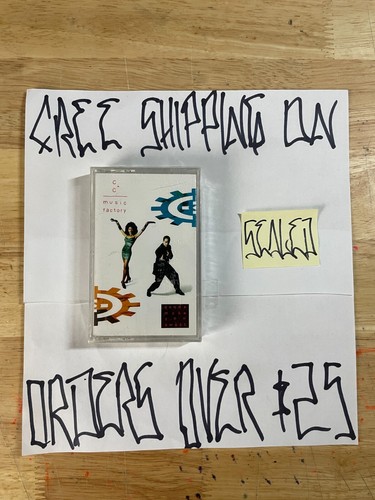 FREE SHIPPING ON
C
+
C
music
factory
SEALED
ORDERS OVER $25